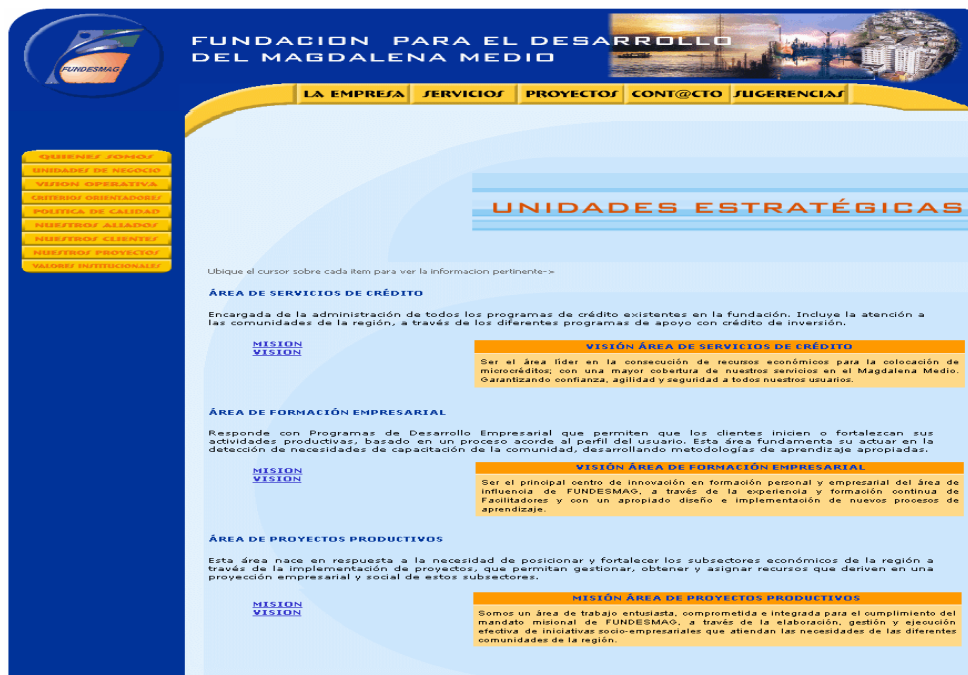 FUNDESMAG
FUNDACION PARA EL DESARROLLO
DEL MAGDALENA MEDIO
LA EMPRESA SERVICIOS PROYECTOS CONT@CTO SUGERENCIAS
QUIENES SOMOS
UNIDADES DE NEGOCIO
VISION OPERATIVA
CRITERIOS ORIENTADORES
POLITICA DE CALIDAD
NUESTROS ALIADOS
NUESTROS CLIENTES
NUESTROS PROYECTOS
VALORES INSTITUCIONALES
UNIDADES ESTRATÉGICAS
Ubique el cursor sobre cada item para ver la informacion pertinente->
ÁREA DE SERVICIOS DE CRÉDITO
Encargada de la administración de todos los programas de crédito existentes en la fundación. Incluye la atención a
las comunidades de la región, a través de los diferentes programas de apoyo con crédito de inversión.
MISION
VISION
VISIÓN ÁREA DE SERVICIOS DE CRÉDITO
Ser el área líder en la consecución de recursos económicos para la colocación de
microcréditos; con una mayor cobertura de nuestros servicios en el Magdalena Medio.
Garantizando confianza, agilidad y seguridad a todos nuestros usuarios.
ÁREA DE FORMACIÓN EMPRESARIAL
Responde con Programas de Desarrollo Empresarial que permiten que los clientes inicien o fortalezcan sus
actividades productivas, basado en un proceso acorde al perfil del usuario. Esta área fundamenta su actuar en la
detección de necesidades de capacitación de la comunidad, desarrollando metodologías de aprendizaje apropiadas.
MISION
VISION
VISIÓN ÁREA DE FORMACIÓN EMPRESARIAL
Ser el principal centro de innovación en formación personal y empresarial del área de
influencia de FUNDESMAG, a través de la experiencia y formación continua de
Facilitadores y con un apropiado diseño e implementación de nuevos procesos de
aprendizaje.
ÁREA DE PROYECTOS PRODUCTIVOS
Esta área nace en respuesta a la necesidad de posicionar y fortalecer los subsectores económicos de la región a
través de la implementación de proyectos, que permitan gestionar, obtener y asignar recursos que deriven en una
proyección empresarial y social de estos subsectores.
MISION
VISION
MISIÓN ÁREA DE PROYECTOS PRODUCTIVOS
Somos un área de trabajo entusiasta, comprometida e integrada para el cumplimiento del
mandato misional de FUNDESMAG, a través de la elaboración, gestión y ejecución
efectiva de iniciativas socio-empresariales que atiendan las necesidades de las diferentes
comunidades de la región.